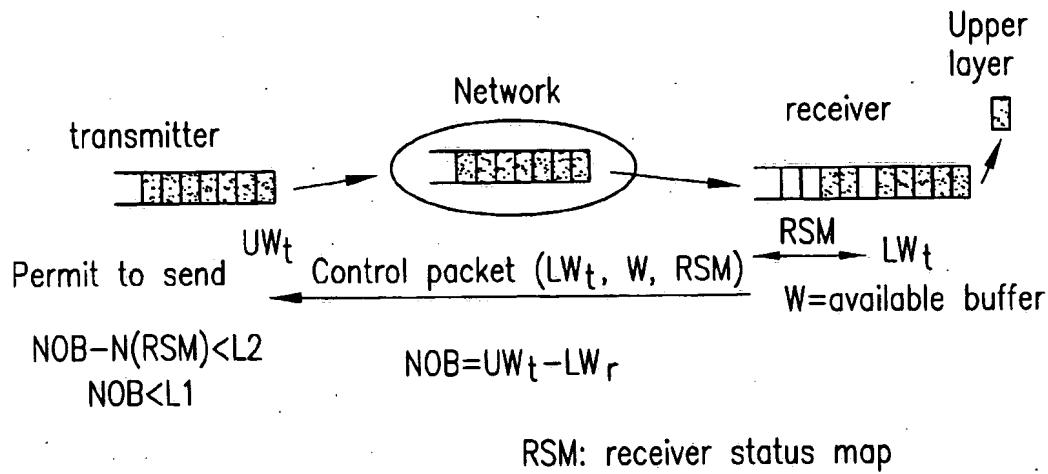 Upper
layer
Network
receiver
transmitter
RSM
UWt
LWt
Permit to send
Control packet (LWt, W, RSM)
W=available buffer
NOB-N(RSM)<L2
NOB<L1
NOB=UWt-LWr
RSM: receiver status map